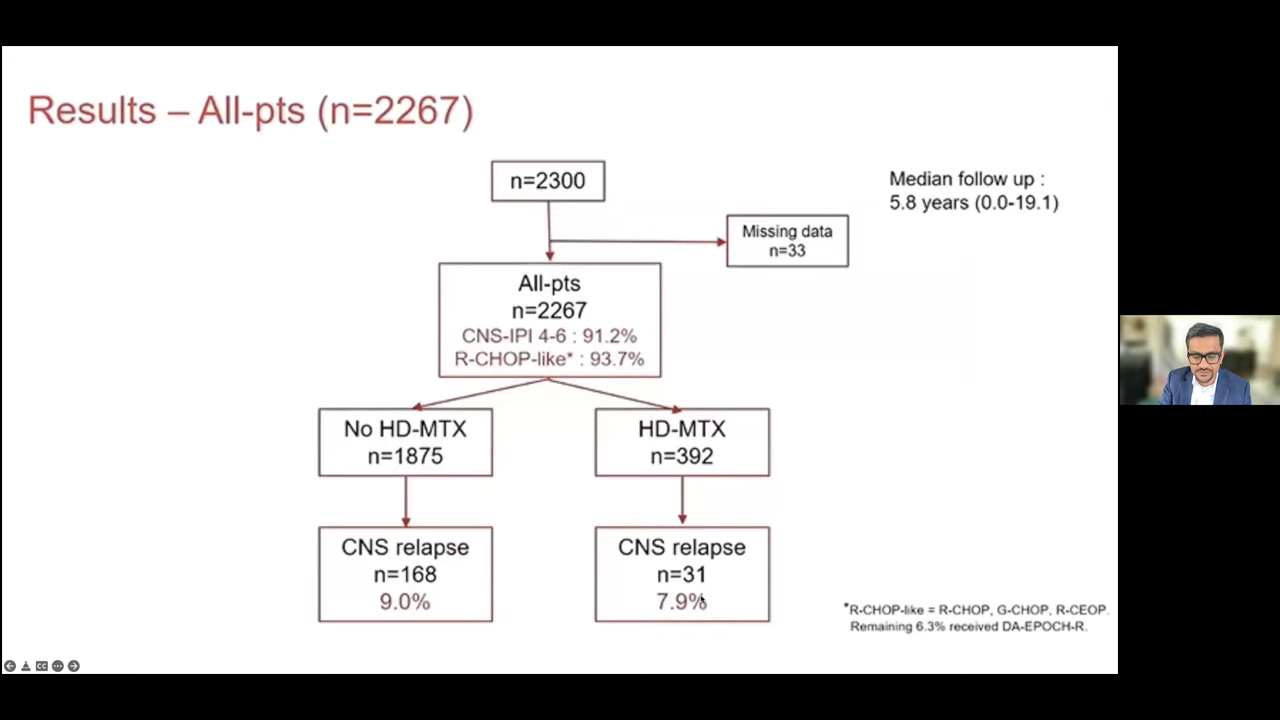 Results – All-pts (n=2267)
n=2300
Median follow up :
5.8 years (0.0-19.1)
Missing data
n=33
All-pts
n=2267
CNS-IPI 4-6 : 91.2%
R-CHOP-like* : 93.7%
No HD-MTX
n=1875
HD-MTX
n=392
CNS relapse
n=168
9.0%
CNS relapse
n=31
7.9%
*R-CHOP-like = R-CHOP, G-CHOP, R-CEOP.
Remaining 6.3% received DA-EPOCH-R.